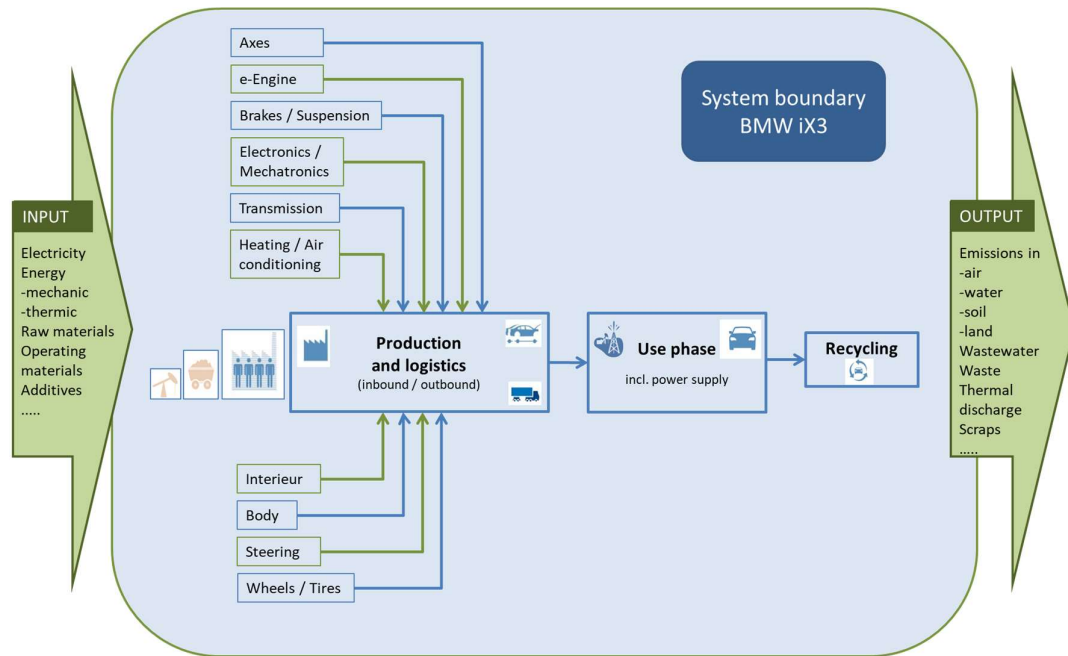 Axes
e-Engine
Brakes / Suspension
Electronics /
Mechatronics
Transmission
Heating / Air
conditioning
System boundary
BMW iX3
INPUT
Electricity
Energy
-mechanic
-thermic
Raw materials
Operating
materials
Additives
.....
Production
and logistics
(inbound / outbound)
Use phase
incl. power supply
Recycling
Interieur
Body
Steering
Wheels / Tires
OUTPUT
Emissions in
-air
-water
-soil
-land
Wastewater
Waste
Thermal
discharge
Scraps
.....